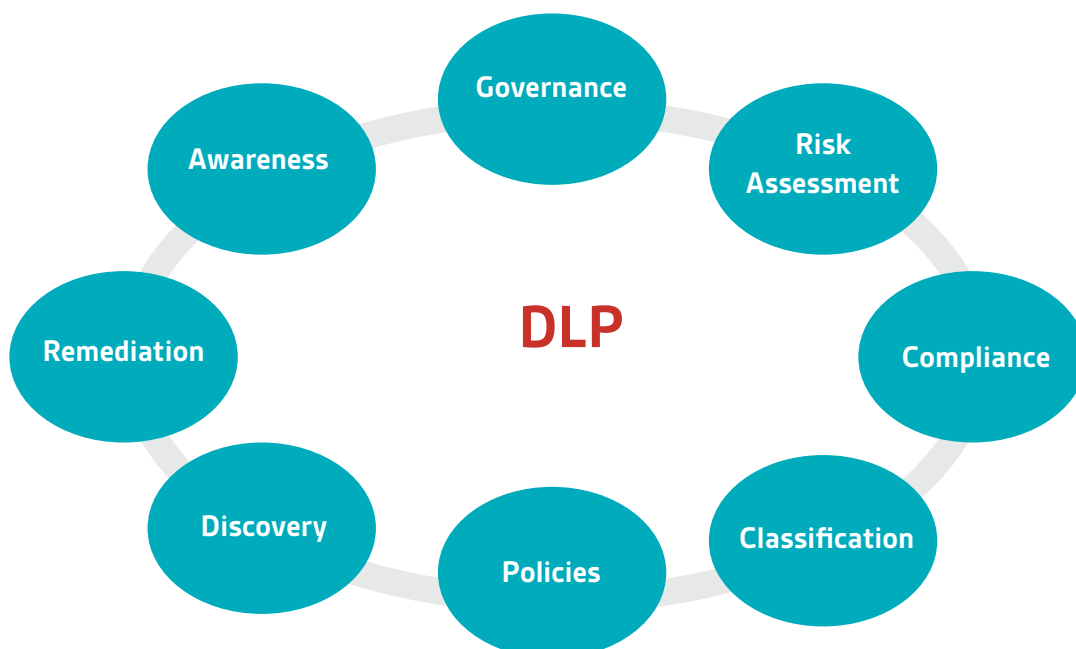 Governance
Risk
Assessment
Awareness
DLP
Remediation
Compliance
Discovery
Classification
Policies